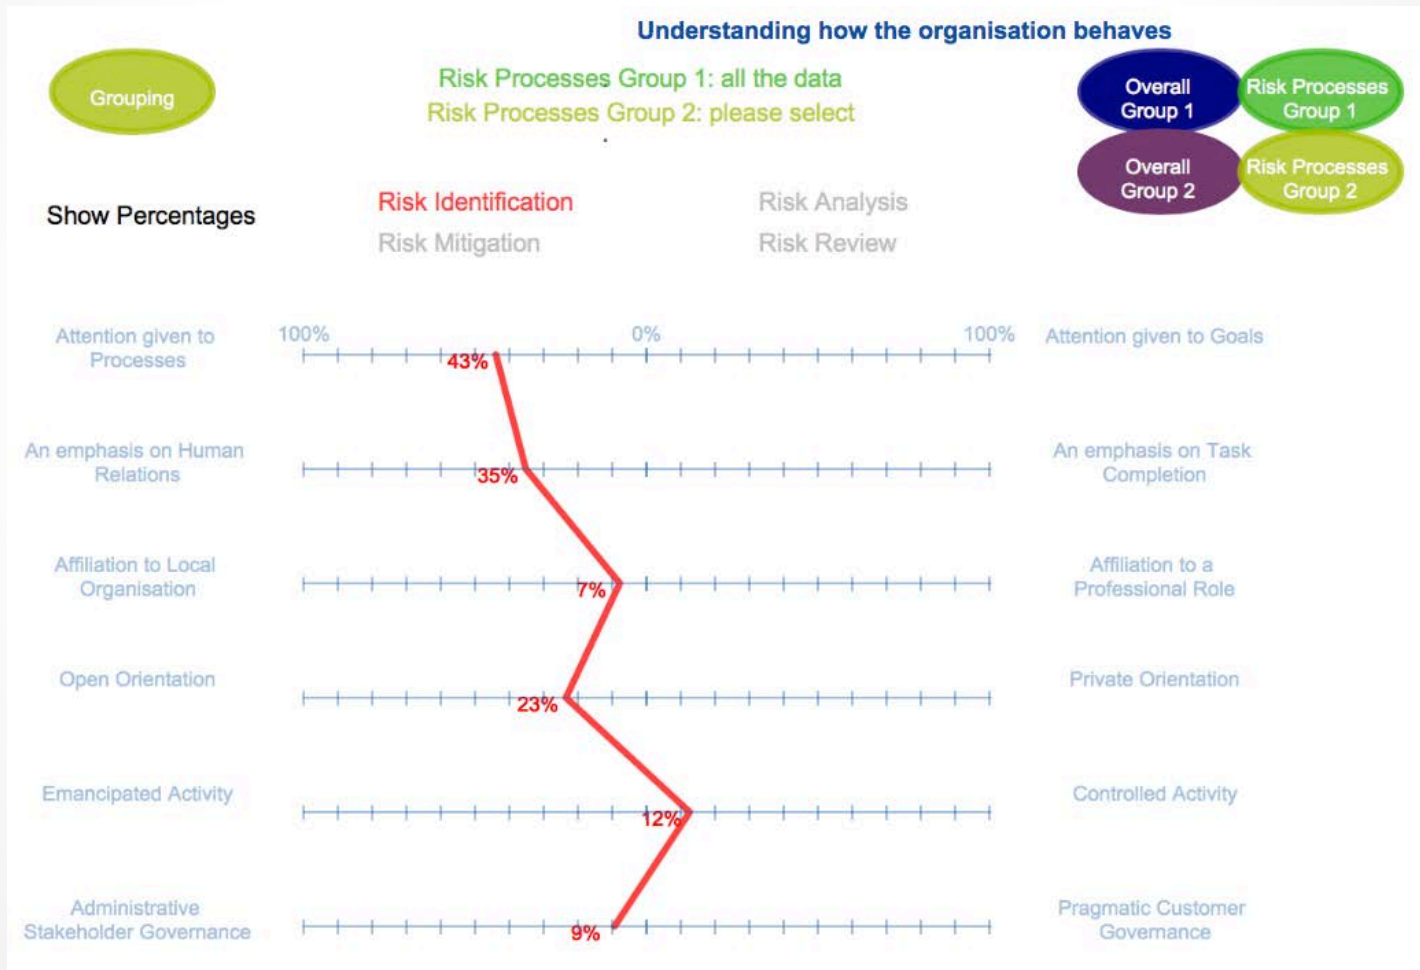 Understanding how the organisation behaves
Grouping
Risk Processes Group 1: all the data
Risk Processes Group 2: please select
Overall
Group 1
Risk Processes
Group 1
Overall
Group 2
Risk Processes
Group 2
Show Percentages
Risk Identification
Risk Analysis
Risk Mitigation
Risk Review
Attention given to
Processes
100%
0%
100%
Attention given to Goals
43%
An emphasis on Human
Relations
35%
An emphasis on Task
Completion
Affiliation to Local
Organisation
7%
Affiliation to a
Professional Role
Open Orientation
23%
Private Orientation
Emancipated Activity
12%
Controlled Activity
Administrative
Stakeholder Governance
9%
Pragmatic Customer
Governance